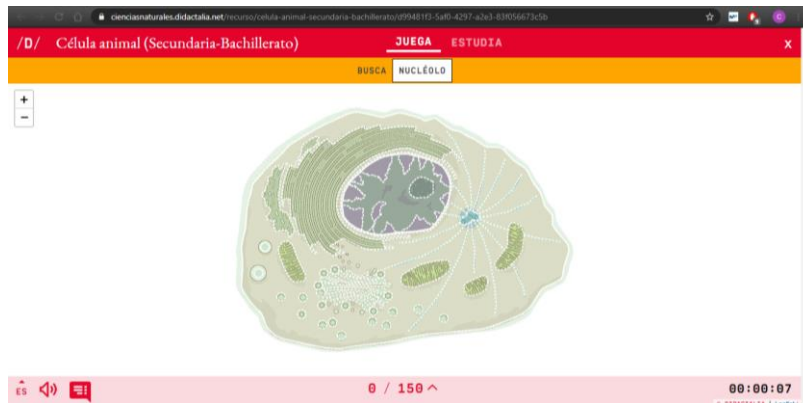 cienciasnaturales.didactalia.net/recurso/celula-animal-secundaria-bachillerato/d99481f3-5af0-4297-a2e3-83f056673c5b
/D/ Célula animal (Secundaria-Bachillerato) JUEGA ESTUDIA X
BUSCA NUCLÉOLO
+
−
ES 0 / 150 00:00:07